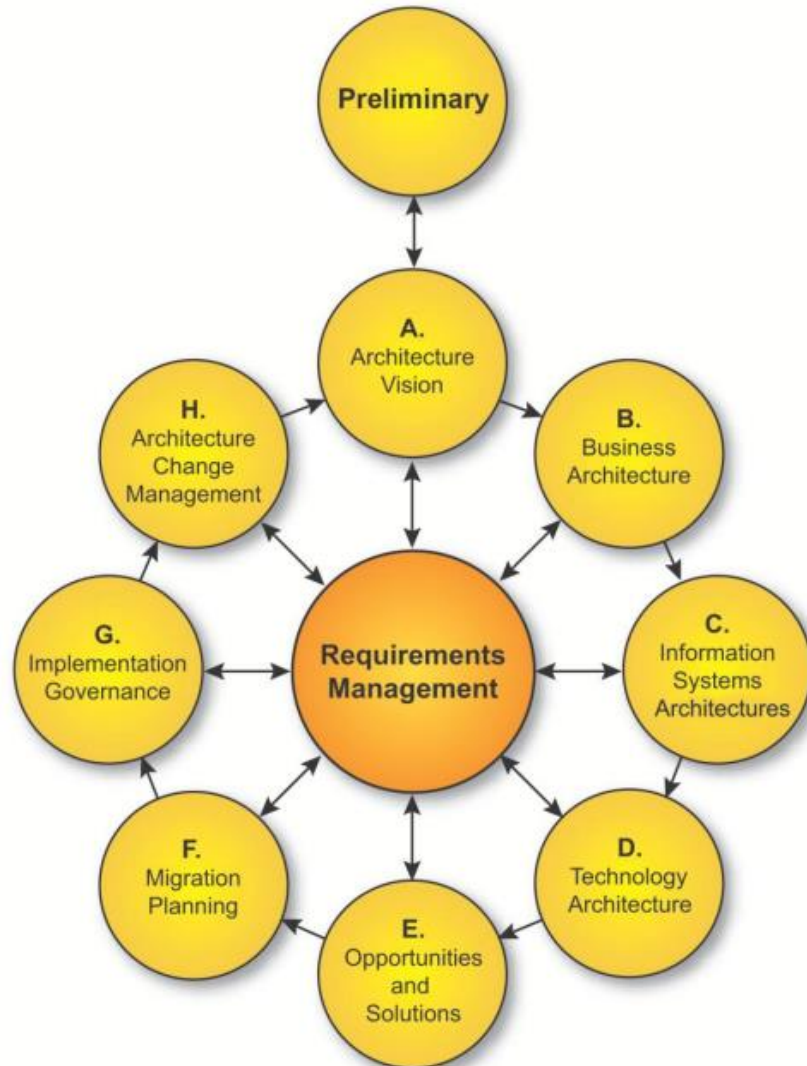 Preliminary
A.
Architecture
Vision
B.
Business
Architecture
C.
Information
Systems
Architectures
D.
Technology
Architecture
E.
Opportunities
and
Solutions
F.
Migration
Planning
G.
Implementation
Governance
H.
Architecture
Change
Management
Requirements
Management